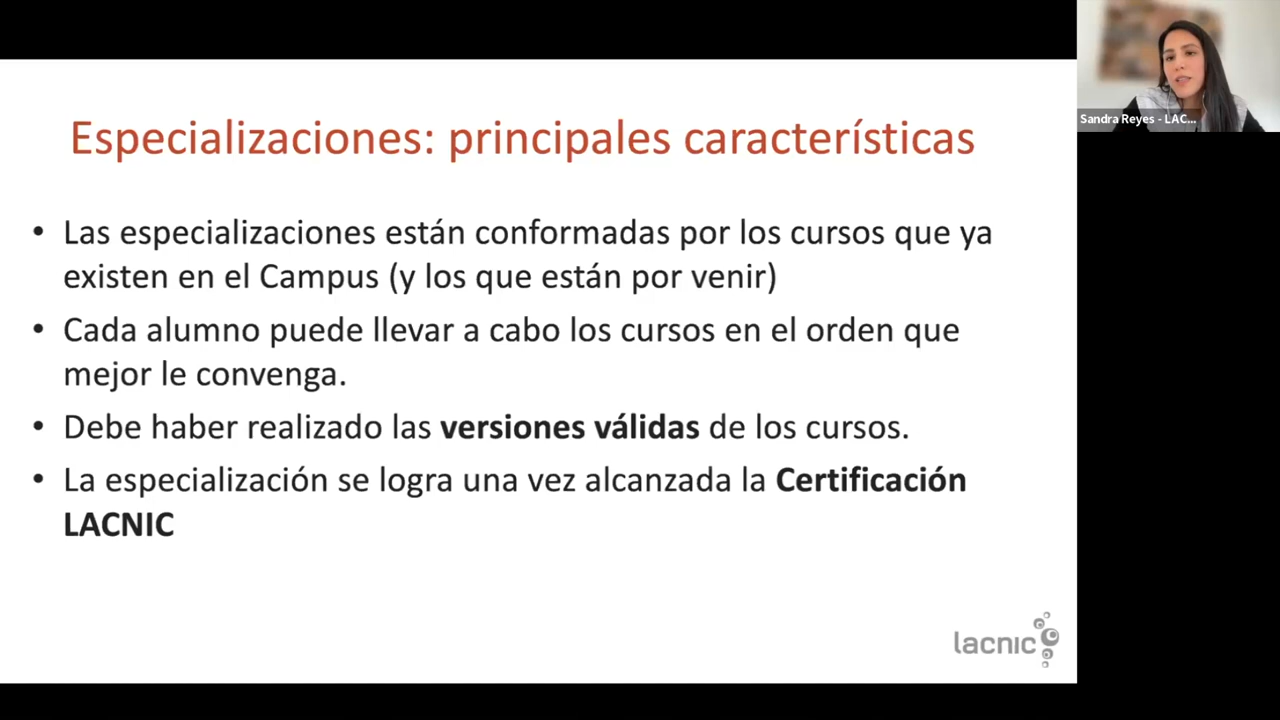 Especializaciones: principales características
• Las especializaciones están conformadas por los cursos que ya
existen en el Campus (y los que están por venir)
• Cada alumno puede llevar a cabo los cursos en el orden que
mejor le convenga.
• Debe haber realizado las versiones válidas de los cursos.
• La especialización se logra una vez alcanzada la Certificación
LACNIC
lacnic
Sandra Reyes - LAC...